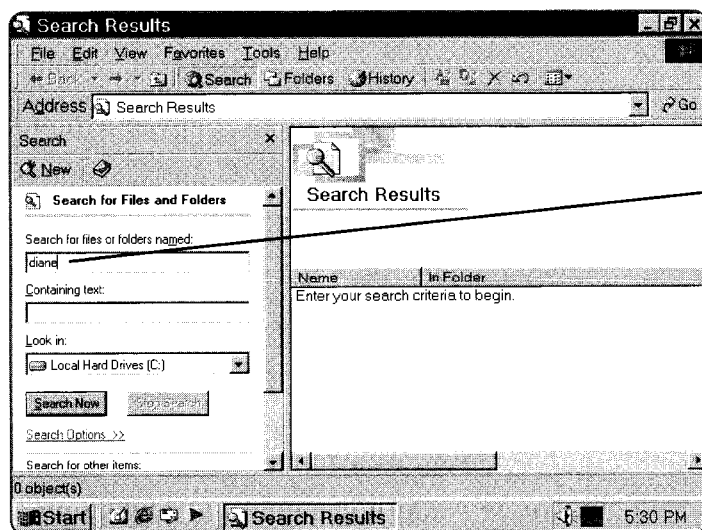 Search Results
File Edit View Favorites Tools Help
Back Search Folders History
Address Search Results Go
Search
New
Search for Files and Folders
Search for files or folders named:
diane
Containing text:
Look in:
Local Hard Drives (C:)
Search Now Stop Search
Search Options >>
Search for other items:
Search Results
Name In Folder
Enter your search criteria to begin.
0 object(s)
Start Search Results 5:30 PM